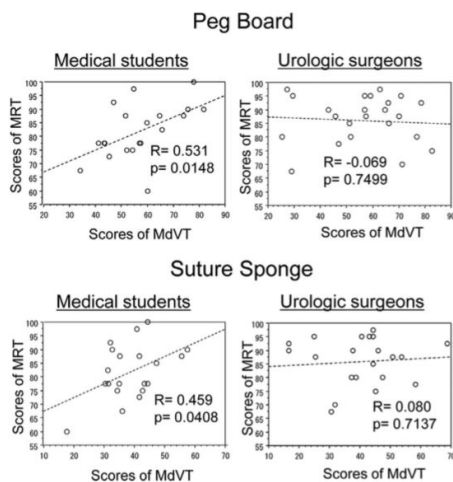 Peg Board
Medical students
Urologic surgeons
Scores of MRT
100
95
90
85
80
75
70
65
60
55
R= 0.531
p= 0.0148
20 30 40 50 60 70 80 90
Scores of MdVT
Scores of MRT
100
95
90
85
80
75
70
65
60
55
R= -0.069
p= 0.7499
20 30 40 50 60 70 80 90
Scores of MdVT
Suture Sponge
Medical students
Urologic surgeons
Scores of MRT
100
95
90
85
80
75
70
65
60
55
R= 0.459
p= 0.0408
10 20 30 40 50 60 70
Scores of MdVT
Scores of MRT
100
95
90
85
80
75
70
65
60
55
R= 0.080
p= 0.7137
10 20 30 40 50 60 70
Scores of MdVT